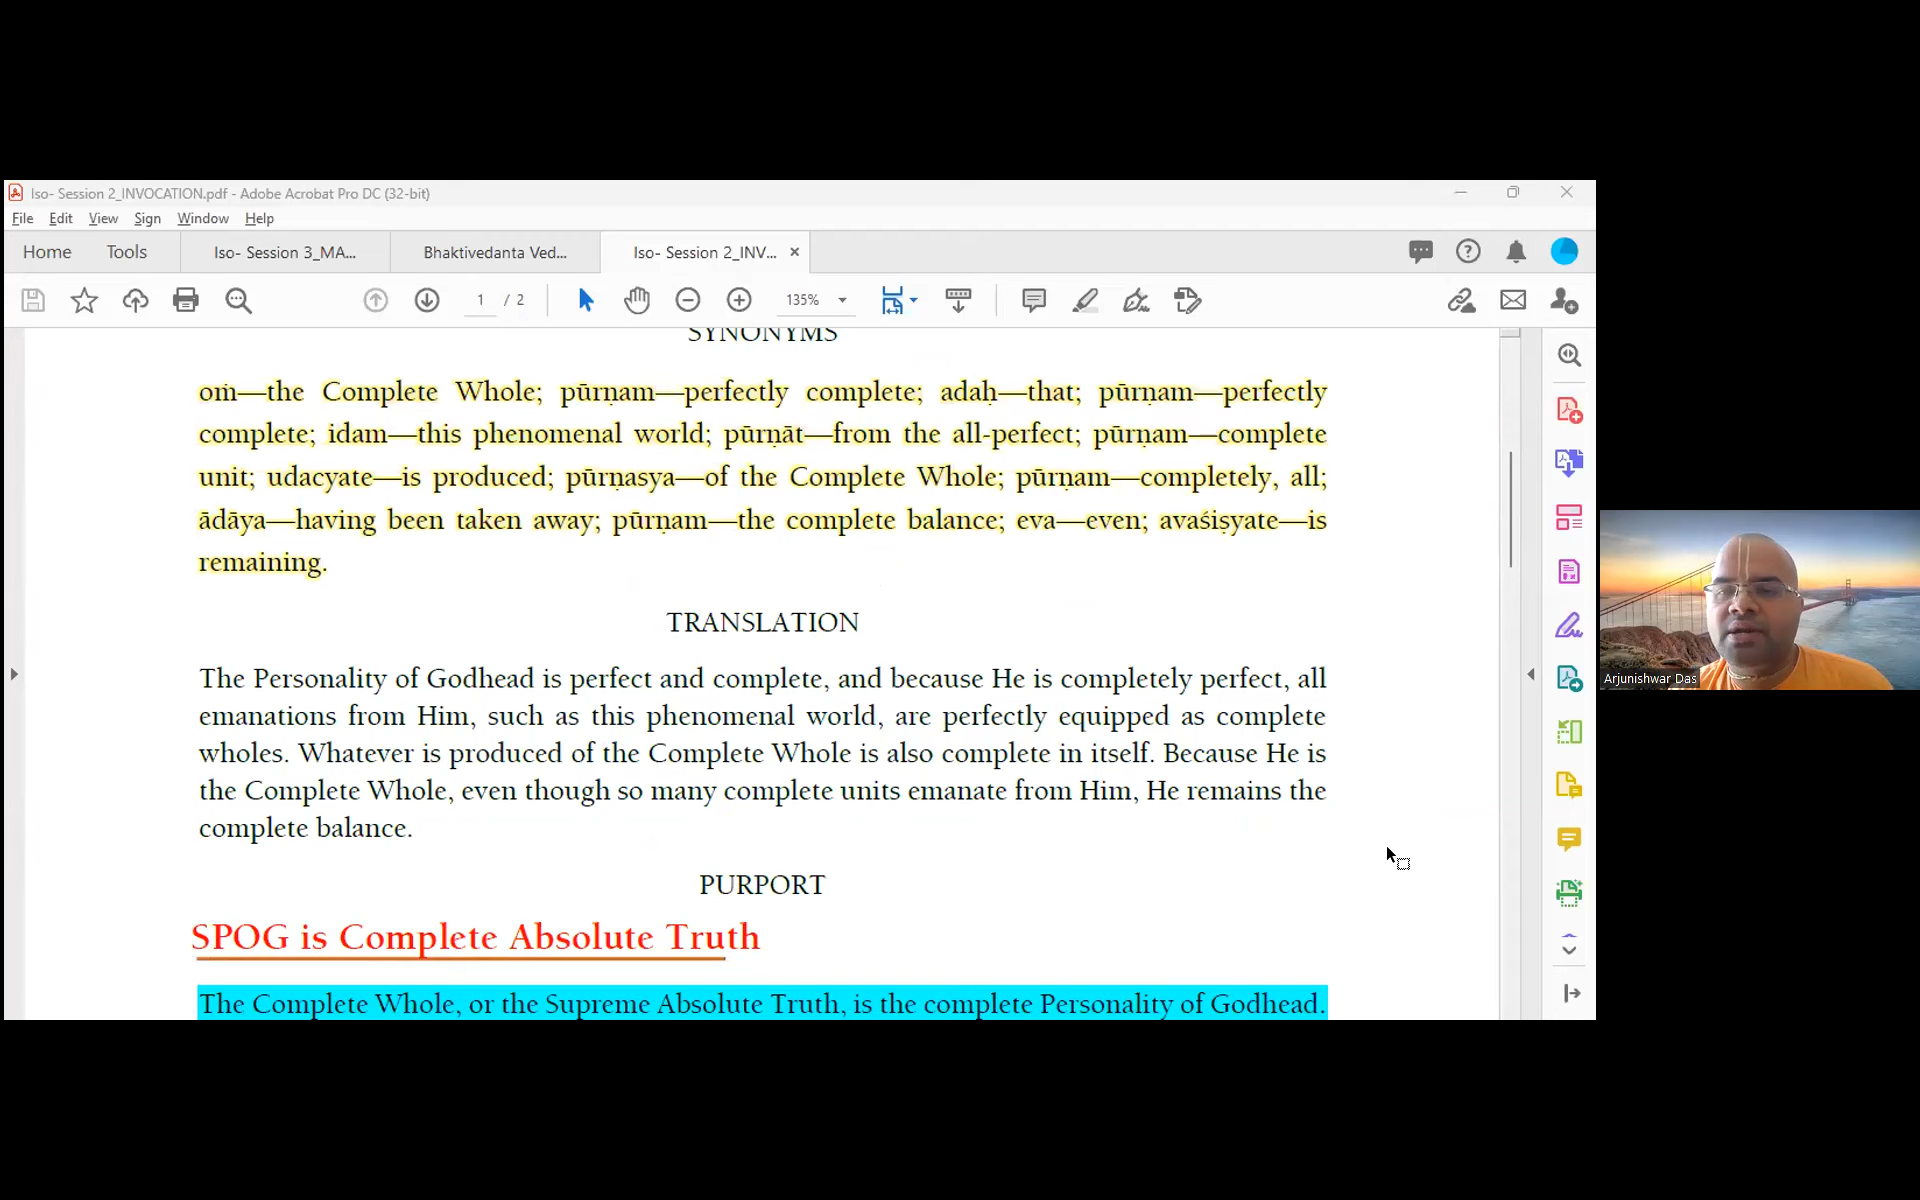 Iso- Session 2_INVOCATION.pdf - Adobe Acrobat Pro DC (32-bit)
File Edit View Sign Window Help
Home Tools Iso- Session 3_MA... Bhaktivedanta Ved... Iso- Session 2_INV... ×
1 / 2 135%
SYNONYMS
oṁ—the Complete Whole; pūrṇam—perfectly complete; adaḥ—that; pūrṇam—perfectly
complete; idam—this phenomenal world; pūrṇāt—from the all-perfect; pūrṇam—complete
unit; udacyate—is produced; pūrṇasya—of the Complete Whole; pūrṇam—completely, all;
ādāya—having been taken away; pūrṇam—the complete balance; eva—even; avaśiṣyate—is
remaining.
TRANSLATION
The Personality of Godhead is perfect and complete, and because He is completely perfect, all
emanations from Him, such as this phenomenal world, are perfectly equipped as complete
wholes. Whatever is produced of the Complete Whole is also complete in itself. Because He is
the Complete Whole, even though so many complete units emanate from Him, He remains the
complete balance.
PURPORT
SPOG is Complete Absolute Truth
The Complete Whole, or the Supreme Absolute Truth, is the complete Personality of Godhead.
Arjunishwar Das